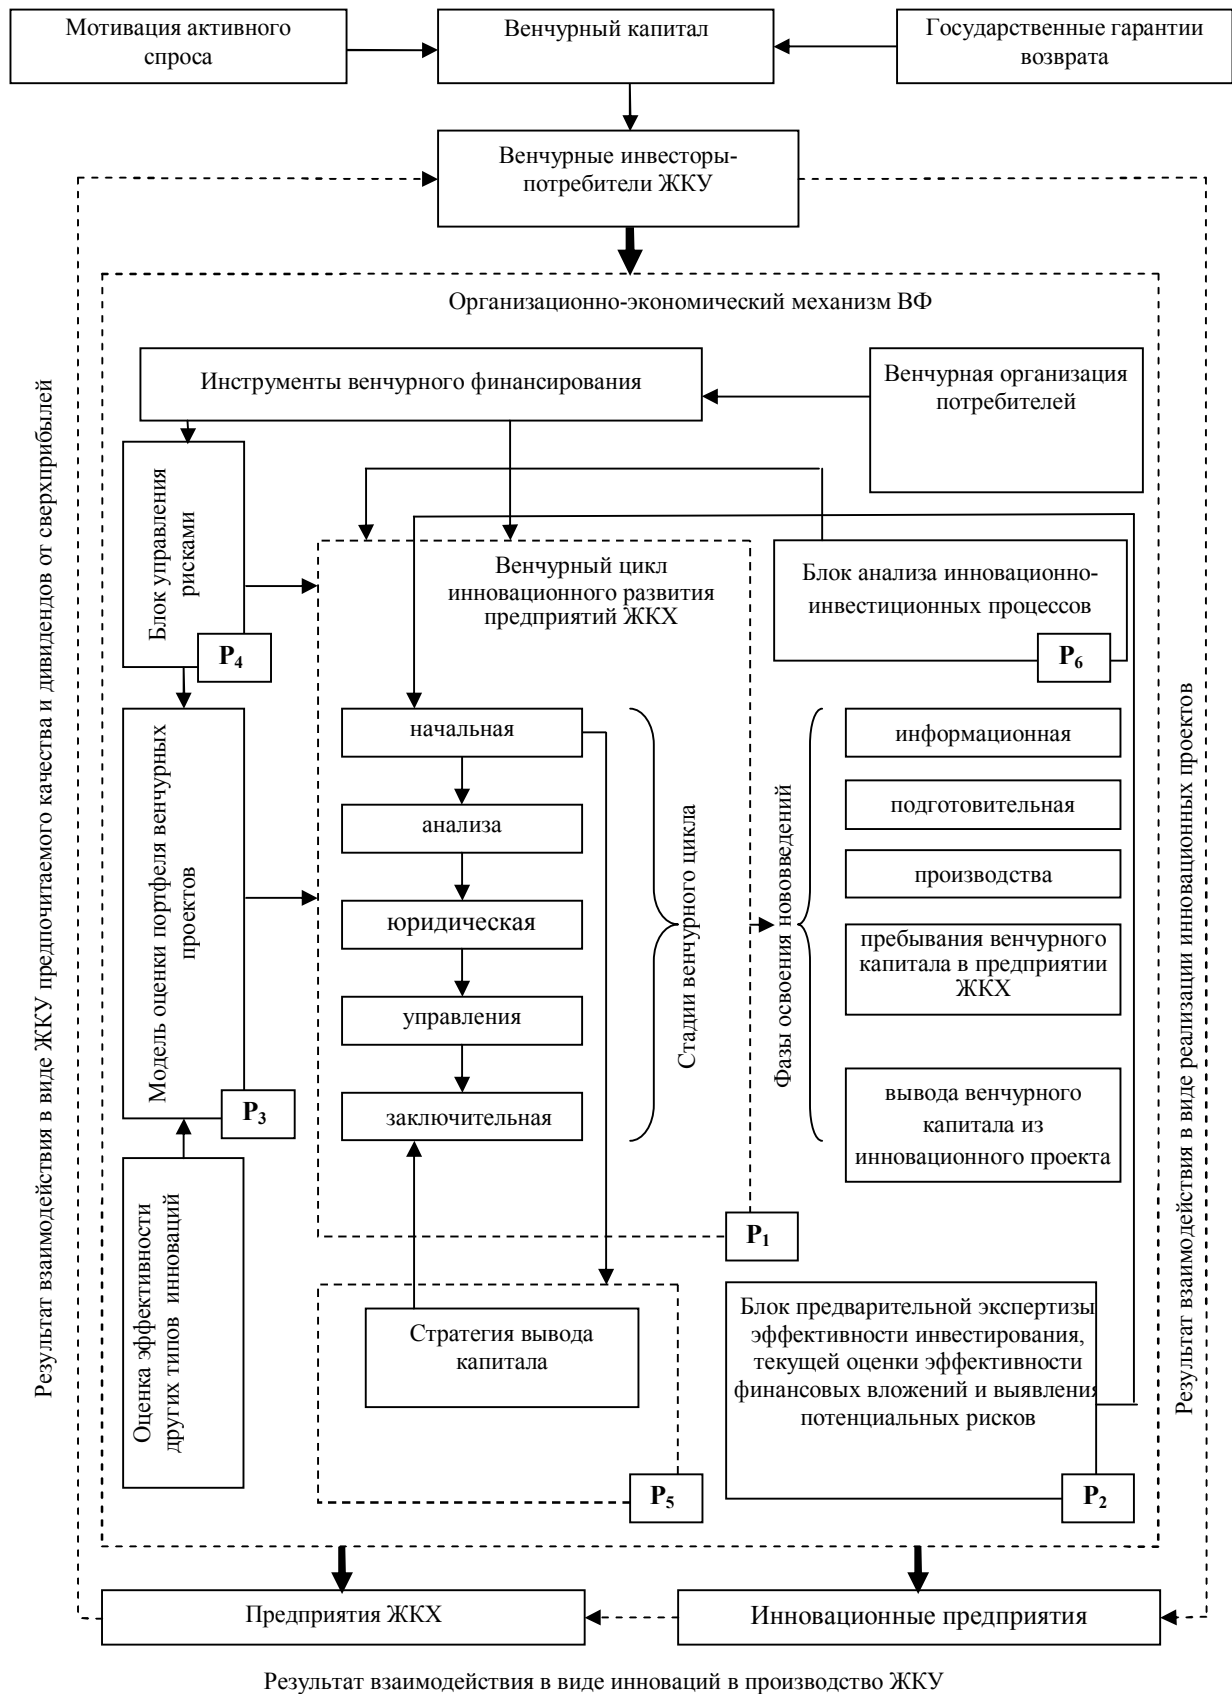 Мотивация активного
спроса
Венчурный капитал
Государственные гарантии
возврата
Венчурные инвесторы-
потребители ЖКУ
Организационно-экономический механизм ВФ
Инструменты венчурного финансирования
Венчурная организация
потребителей
Блок управления
рисками
P4
Венчурный цикл
инновационного развития
предприятий ЖКХ
Блок анализа инновационно-
инвестиционных процессов
P6
Модель оценки портфеля венчурных
проектов
P3
начальная
анализа
юридическая
управления
заключительная
Стадии венчурного цикла
P1
Фазы освоения нововведений
информационная
подготовительная
производства
пребывания венчурного
капитала в предприятии
ЖКХ
вывода венчурного
капитала из
инновационного проекта
Оценка эффективности
других типов инноваций
Стратегия вывода
капитала
P5
Блок предварительной экспертизы
эффективности инвестирования,
текущей оценки эффективности
финансовых вложений и выявления
потенциальных рисков
P2
Результат взаимодействия в виде ЖКУ предпочитаемого качества и дивидендов от сверхприбылей
Результат взаимодействия в виде реализации инновационных проектов
Предприятия ЖКХ
Инновационные предприятия
Результат взаимодействия в виде инноваций в производство ЖКУ